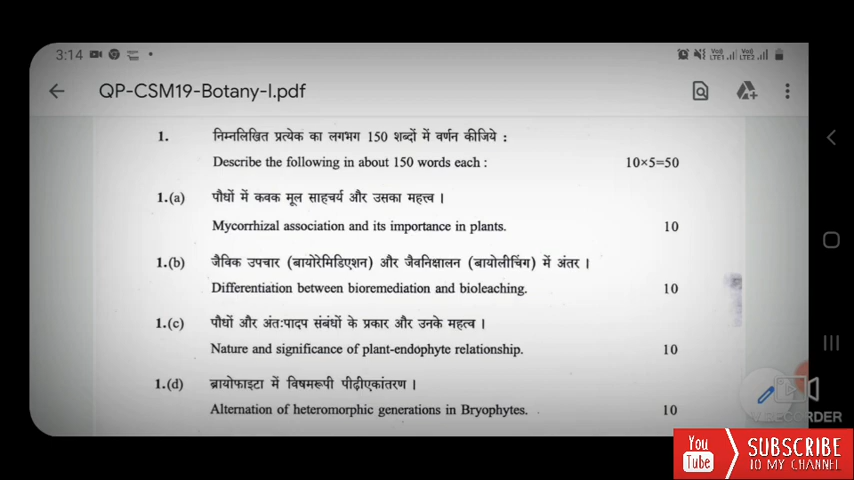 3:14
QP-CSM19-Botany-I.pdf
1. निम्नलिखित प्रत्येक का लगभग 150 शब्दों में वर्णन कीजिये :
Describe the following in about 150 words each : 10×5=50
1.(a) पौधों में कवक मूल साहचर्य और उसका महत्त्व ।
Mycorrhizal association and its importance in plants. 10
1.(b) जैविक उपचार (बायोरेमिडिएशन) और जैवनिक्षालन (बायोलीचिंग) में अंतर ।
Differentiation between bioremediation and bioleaching. 10
1.(c) पौधों और अंतःपादप संबंधों के प्रकार और उनके महत्व ।
Nature and significance of plant-endophyte relationship. 10
1.(d) ब्रायोफाइटा में विषमरूपी पीढ़ीएकांतरण ।
Alternation of heteromorphic generations in Bryophytes. 10
You
Tube
SUBSCRIBE
TO MY CHANNEL